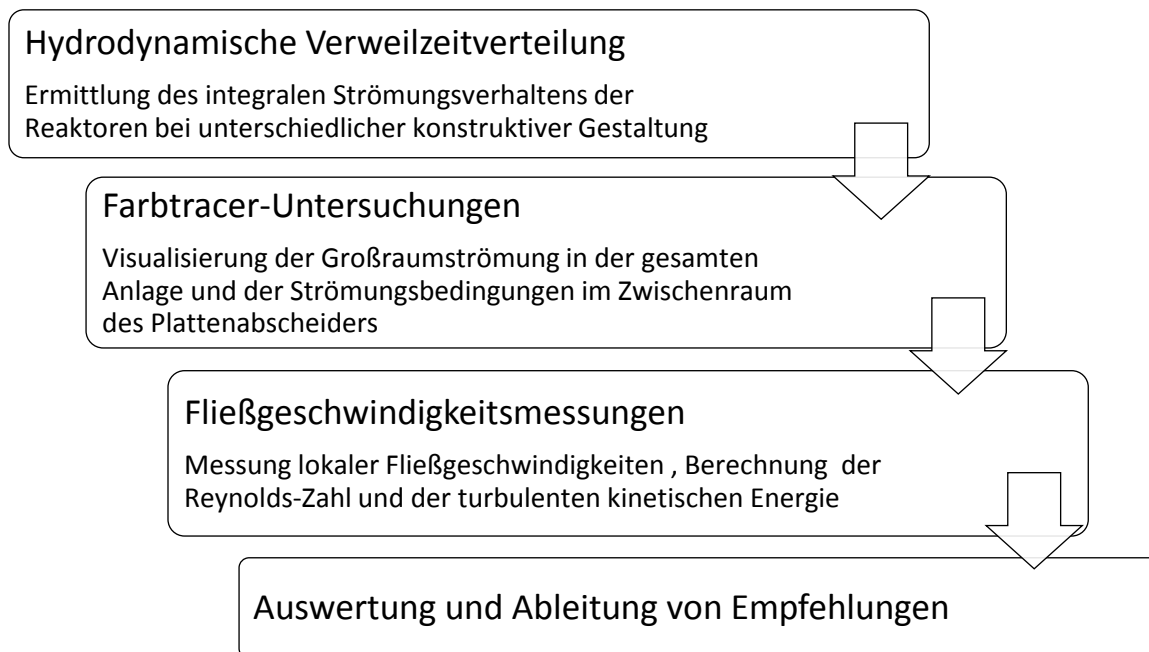 Hydrodynamische Verweilzeitverteilung
Ermittlung des integralen Strömungsverhaltens der
Reaktoren bei unterschiedlicher konstruktiver Gestaltung
Farbtracer-Untersuchungen
Visualisierung der Großraumströmung in der gesamten
Anlage und der Strömungsbedingungen im Zwischenraum
des Plattenabscheiders
Fließgeschwindigkeitsmessungen
Messung lokaler Fließgeschwindigkeiten , Berechnung  der
Reynolds-Zahl und der turbulenten kinetischen Energie
Auswertung und Ableitung von Empfehlungen